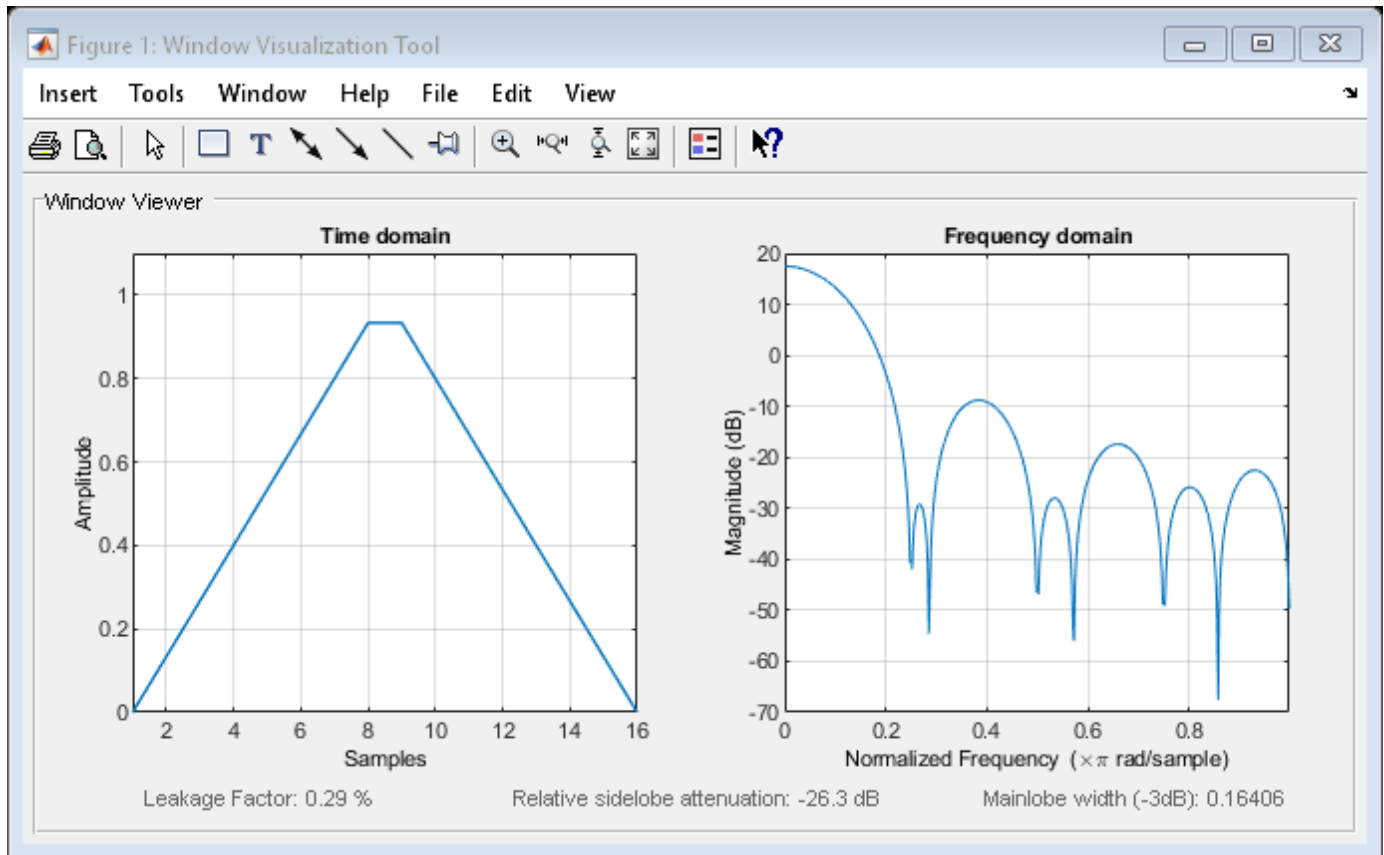 Figure 1: Window Visualization Tool
Insert Tools Window Help File Edit View
T
?
Window Viewer
Time domain
1
0.8
0.6
0.4
0.2
0
Amplitude
2 4 6 8 10 12 14 16
Samples
Frequency domain
20
10
0
-10
-20
-30
-40
-50
-60
-70
Magnitude (dB)
0 0.2 0.4 0.6 0.8
Normalized Frequency (×π rad/sample)
Leakage Factor: 0.29 %
Relative sidelobe attenuation: -26.3 dB
Mainlobe width (-3dB): 0.16406